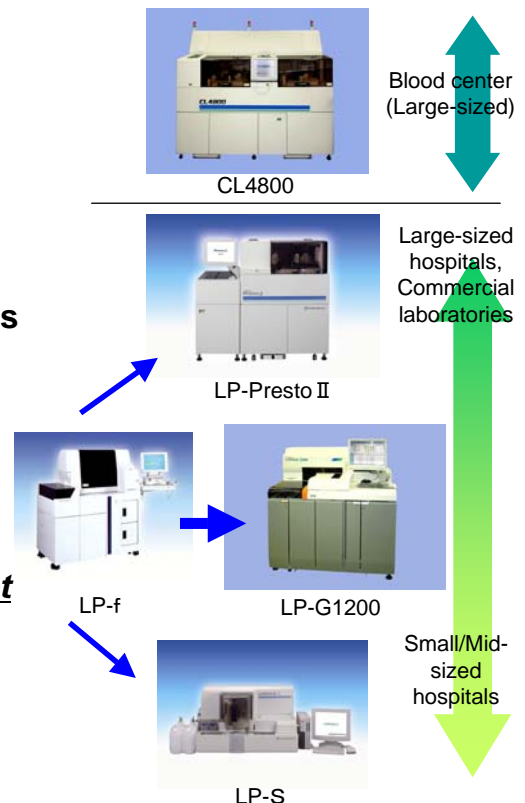 Blood center
(Large-sized)
CL4800
CL4800
Large-sized
hospitals,
Commercial
laboratories
s
LP-Presto Ⅱ
t
LP-f
LP-G1200
Small/Mid-
sized
hospitals
LP-S